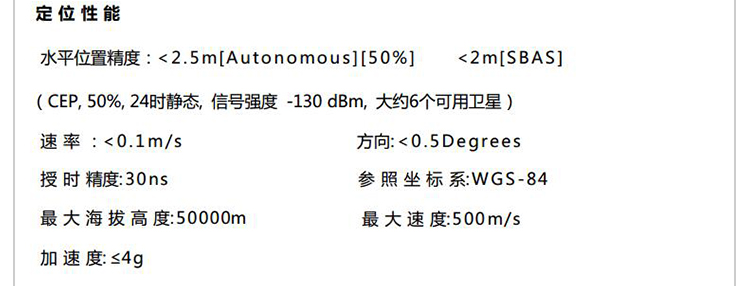 定位性能
水平位置精度：<2.5m[Autonomous][50%] <2m[SBAS]
（CEP, 50%, 24时静态, 信号强度 -130 dBm, 大约6个可用卫星）
速率：<0.1m/s 方向:<0.5Degrees
授时精度:30ns 参照坐标系:WGS-84
最大海拔高度:50000m 最大速度:500m/s
加速度: ≤4g